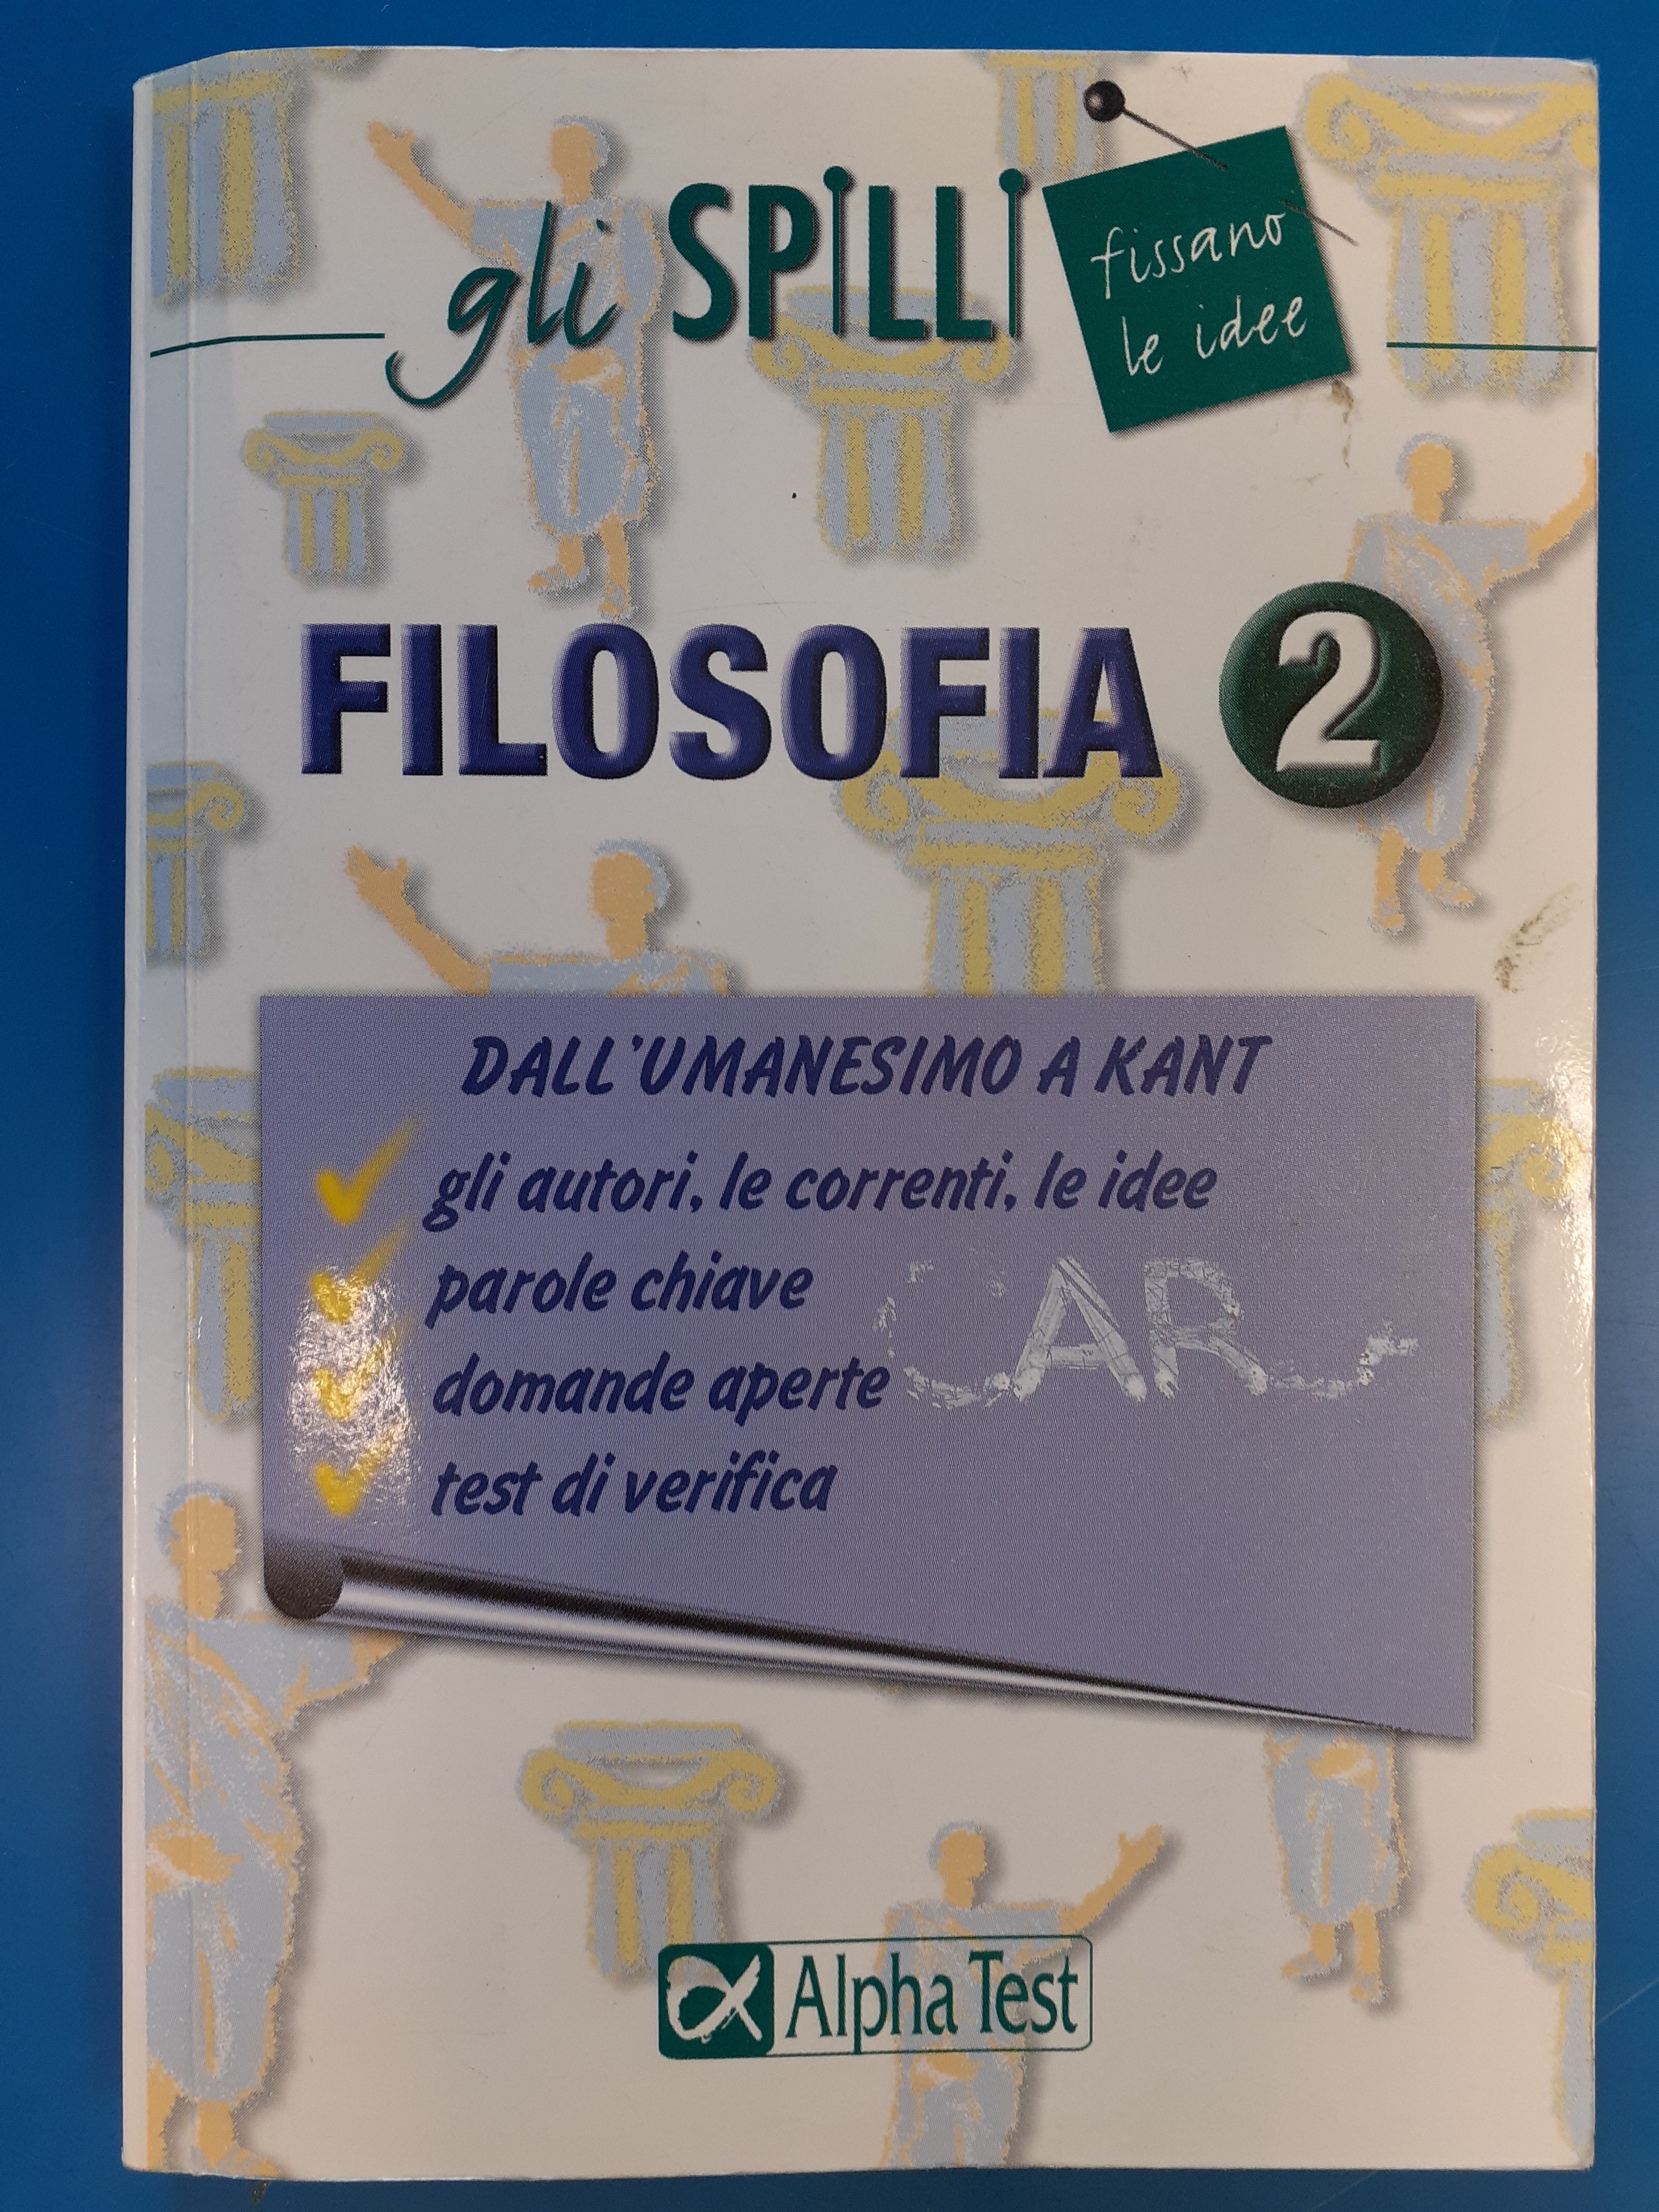 gli SPILLI
fissano
le idee
FILOSOFIA 2
DALL'UMANESIMO A KANT
gli autori, le correnti, le idee
parole chiave
domande aperte
test di verifica
Alpha Test